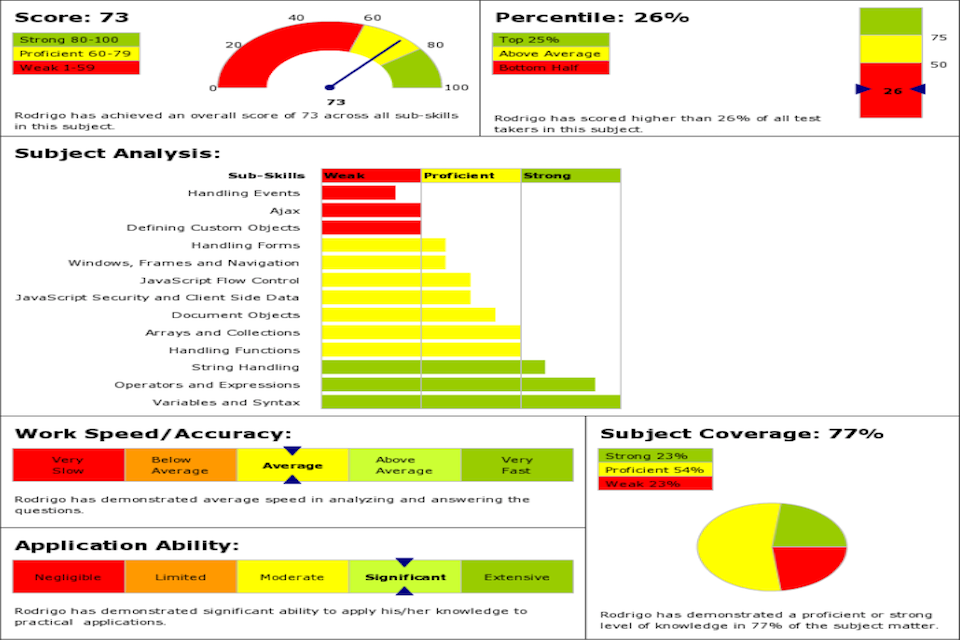 Score: 73
Strong 80-100
Proficient 60-79
Weak 1-59
0
20
40
60
80
100
73
Rodrigo has achieved an overall score of 73 across all sub-skills
in this subject.
Percentile: 26%
Top 25%
Above Average
Bottom Half
75
50
26
Rodrigo has scored higher than 26% of all test
takers in this subject.
Subject Analysis:
Sub-Skills Weak Proficient Strong
Handling Events
Ajax
Defining Custom Objects
Handling Forms
Windows, Frames and Navigation
JavaScript Flow Control
JavaScript Security and Client Side Data
Document Objects
Arrays and Collections
Handling Functions
String Handling
Operators and Expressions
Variables and Syntax
Work Speed/Accuracy:
Very
Slow
Below
Average
Average
Above
Average
Very
Fast
Rodrigo has demonstrated average speed in analyzing and answering the
questions.
Application Ability:
Negligible Limited Moderate Significant Extensive
Rodrigo has demonstrated significant ability to apply his/her knowledge to
practical applications.
Subject Coverage: 77%
Strong 23%
Proficient 54%
Weak 23%
Rodrigo has demonstrated a proficient or strong
level of knowledge in 77% of the subject matter.